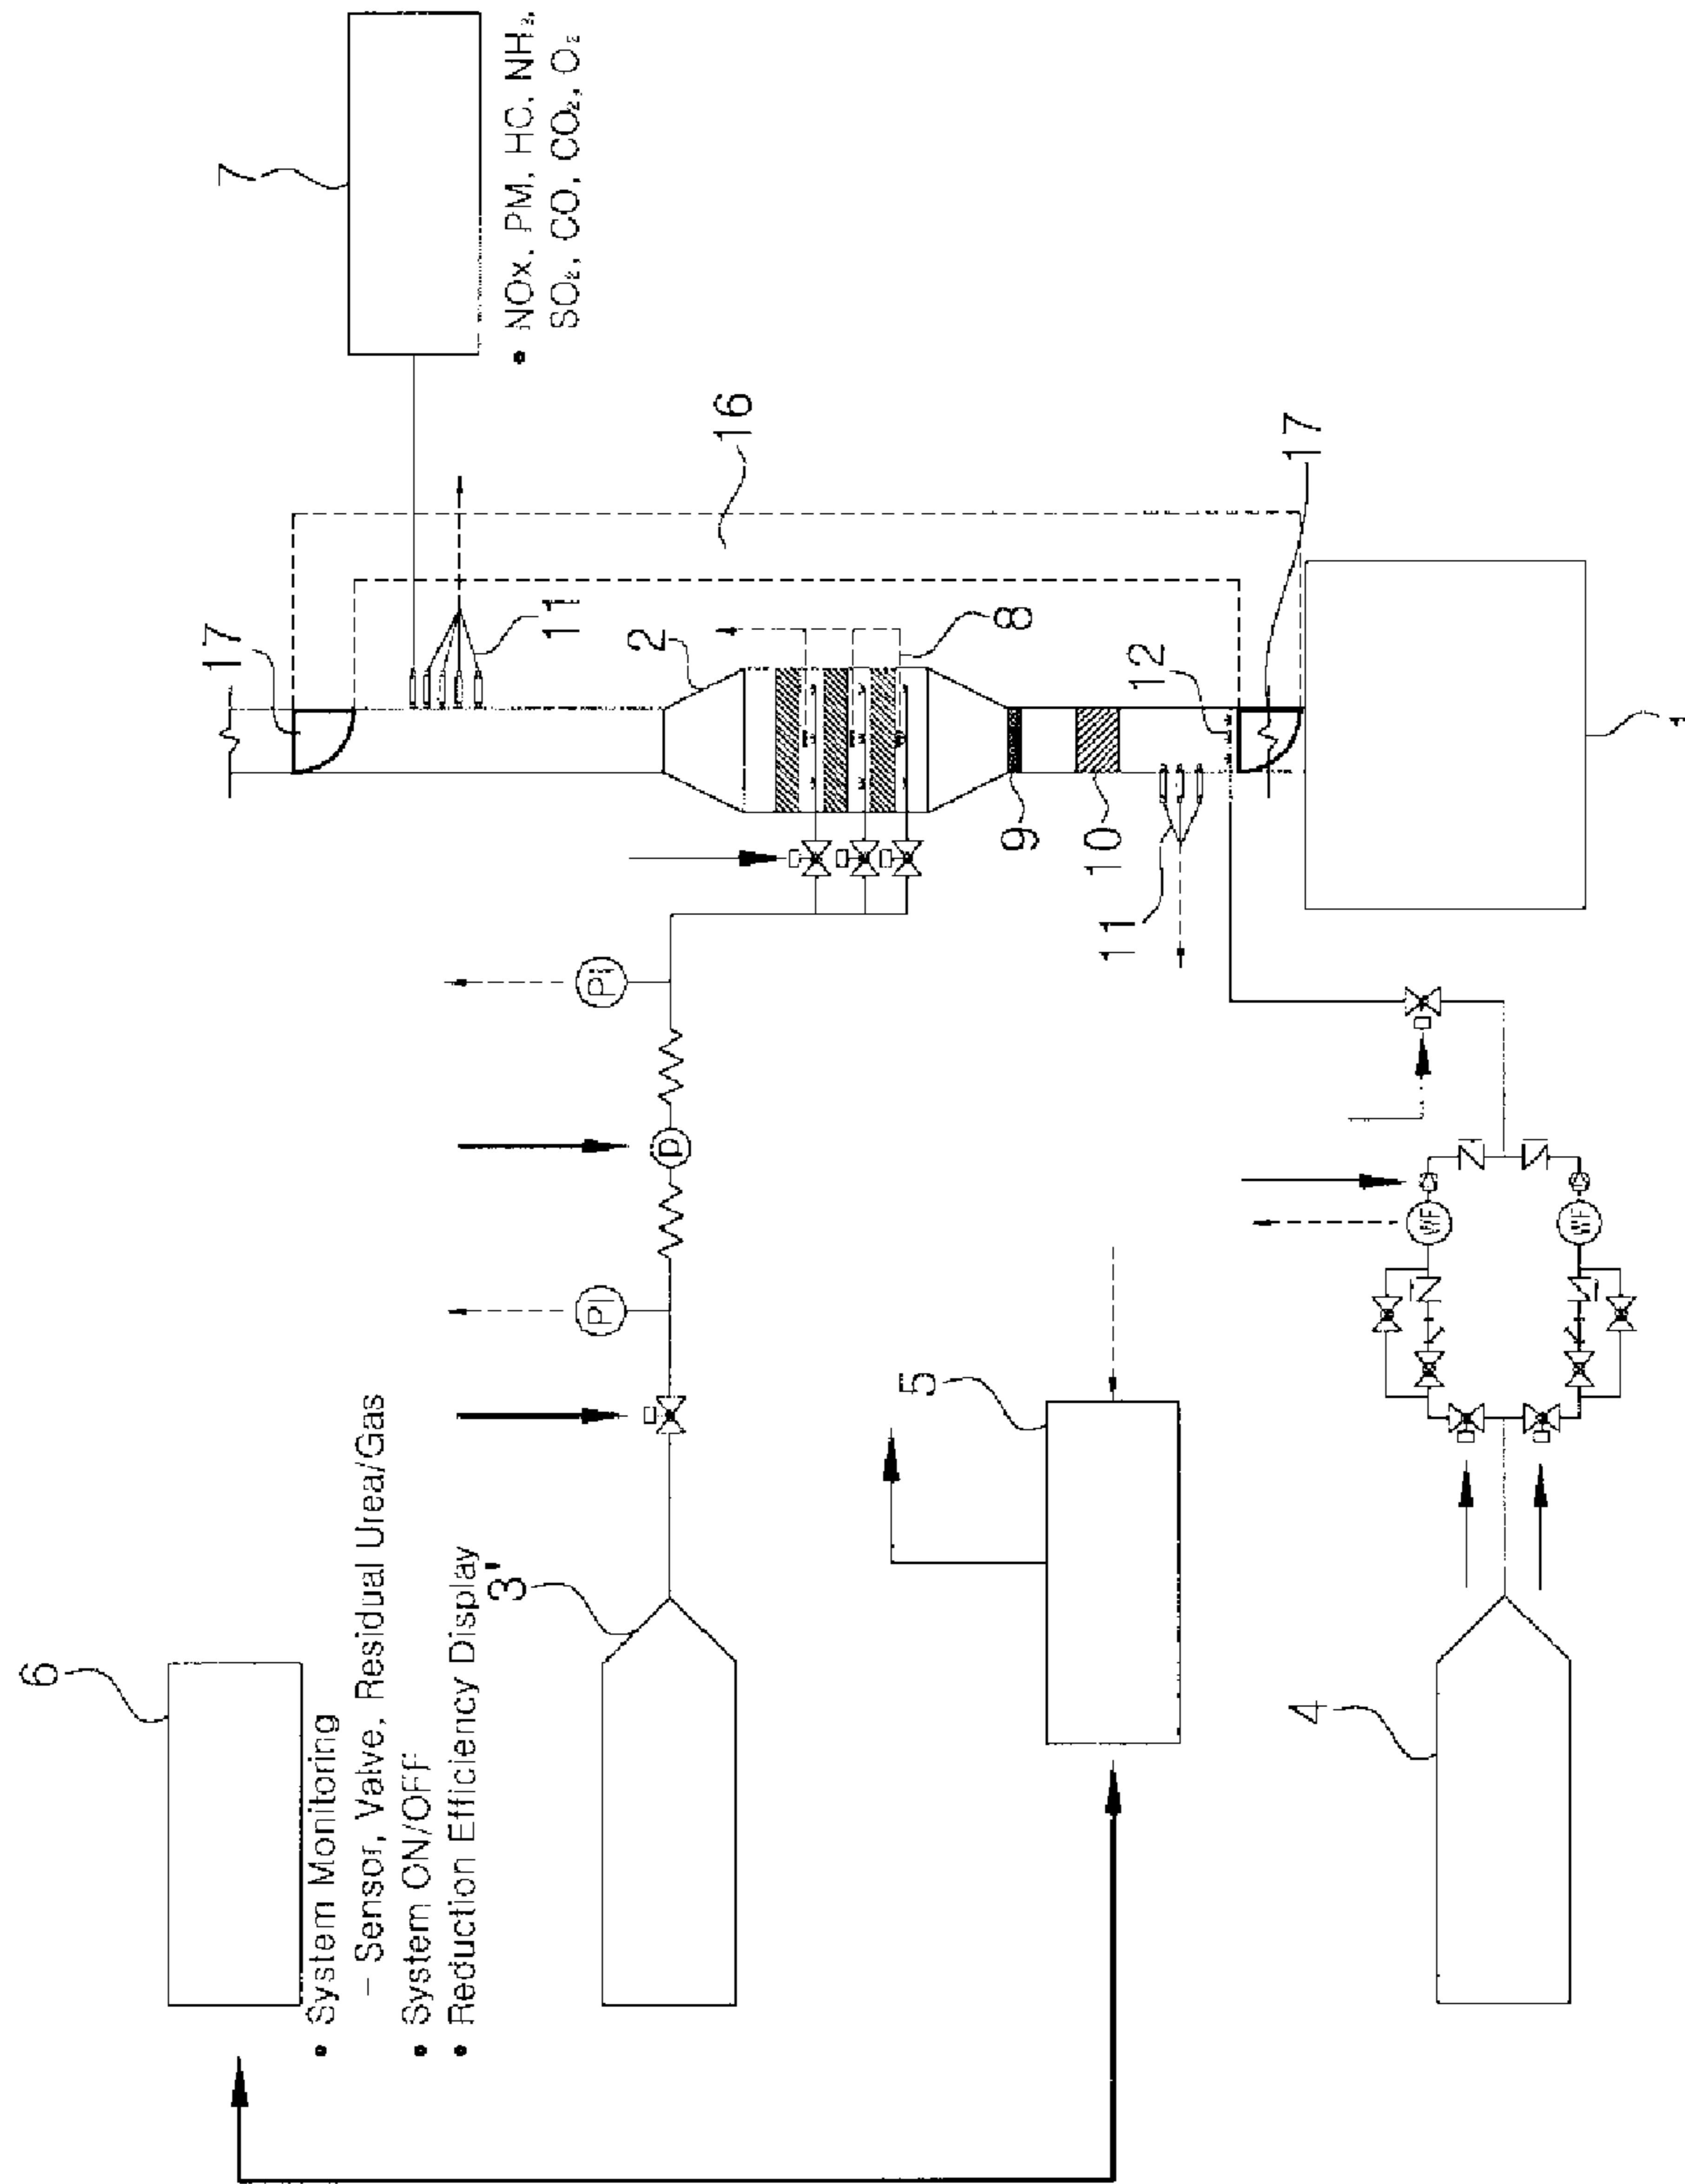 6
• System Monitoring
– Sensor, Valve, Residual Urea/Gas
• System ON/OFF
• Reduction Efficiency Display
3'
PI
P
PI
5
4
WF
WF
7
• NOx, PM, HC, NH₃,
SO₂, CO, CO₂, O₂
17
11
2
16
8
9
10
11
12
17
1